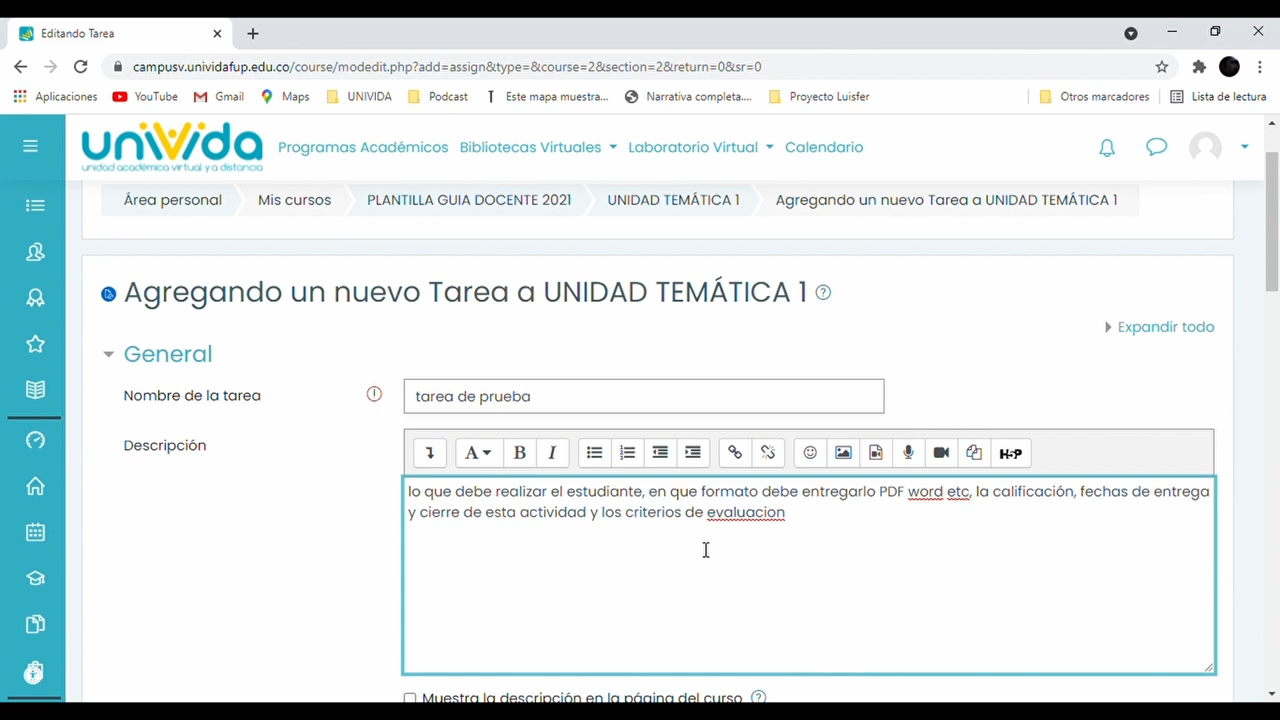 Editando Tarea
campusv.unividafup.edu.co/course/modedit.php?add=assign&type=&course=2&section=2&return=0&sr=0
Aplicaciones YouTube Gmail Maps UNIVIDA Podcast Este mapa muestra... Narrativa completa.... Proyecto Luisfer Otros marcadores Lista de lectura
uniVida
unidad académica virtual y a distancia
Programas Académicos Bibliotecas Virtuales Laboratorio Virtual Calendario
Área personal Mis cursos PLANTILLA GUIA DOCENTE 2021 UNIDAD TEMÁTICA 1 Agregando un nuevo Tarea a UNIDAD TEMÁTICA 1
Agregando un nuevo Tarea a UNIDAD TEMÁTICA 1
Expandir todo
General
Nombre de la tarea
tarea de prueba
Descripción
A B I H-P
lo que debe realizar el estudiante, en que formato debe entregarlo PDF word etc, la calificación, fechas de entrega
y cierre de esta actividad y los criterios de evaluacion
Muestra la descripción en la página del curso